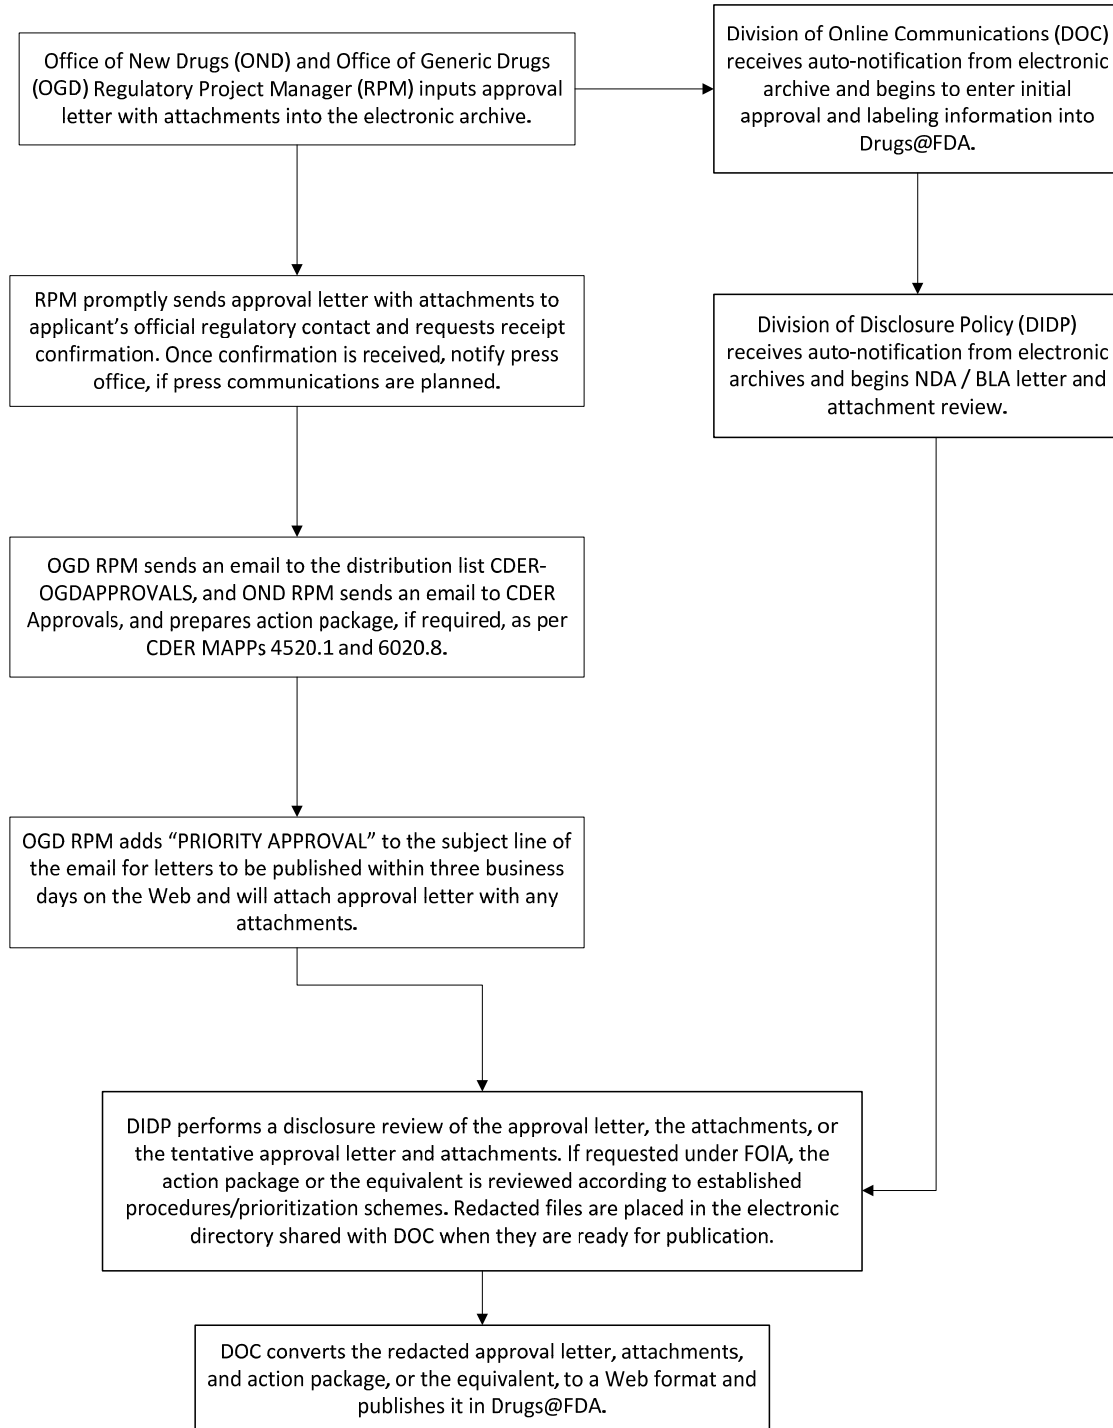 Office of New Drugs (OND) and Office of Generic Drugs
(OGD) Regulatory Project Manager (RPM) inputs approval
letter with attachments into the electronic archive.
Division of Online Communications (DOC)
receives auto-notification from electronic
archive and begins to enter initial
approval and labeling information into
Drugs@FDA.
RPM promptly sends approval letter with attachments to
applicant's official regulatory contact and requests receipt
confirmation. Once confirmation is received, notify press
office, if press communications are planned.
Division of Disclosure Policy (DIDP)
receives auto-notification from electronic
archives and begins NDA / BLA letter and
attachment review.
OGD RPM sends an email to the distribution list CDER-
OGDAPPROVALS, and OND RPM sends an email to CDER
Approvals, and prepares action package, if required, as per
CDER MAPPs 4520.1 and 6020.8.
OGD RPM adds “PRIORITY APPROVAL” to the subject line of
the email for letters to be published within three business
days on the Web and will attach approval letter with any
attachments.
DIDP performs a disclosure review of the approval letter, the attachments, or
the tentative approval letter and attachments. If requested under FOIA, the
action package or the equivalent is reviewed according to established
procedures/prioritization schemes. Redacted files are placed in the electronic
directory shared with DOC when they are ready for publication.
DOC converts the redacted approval letter, attachments,
and action package, or the equivalent, to a Web format and
publishes it in Drugs@FDA.